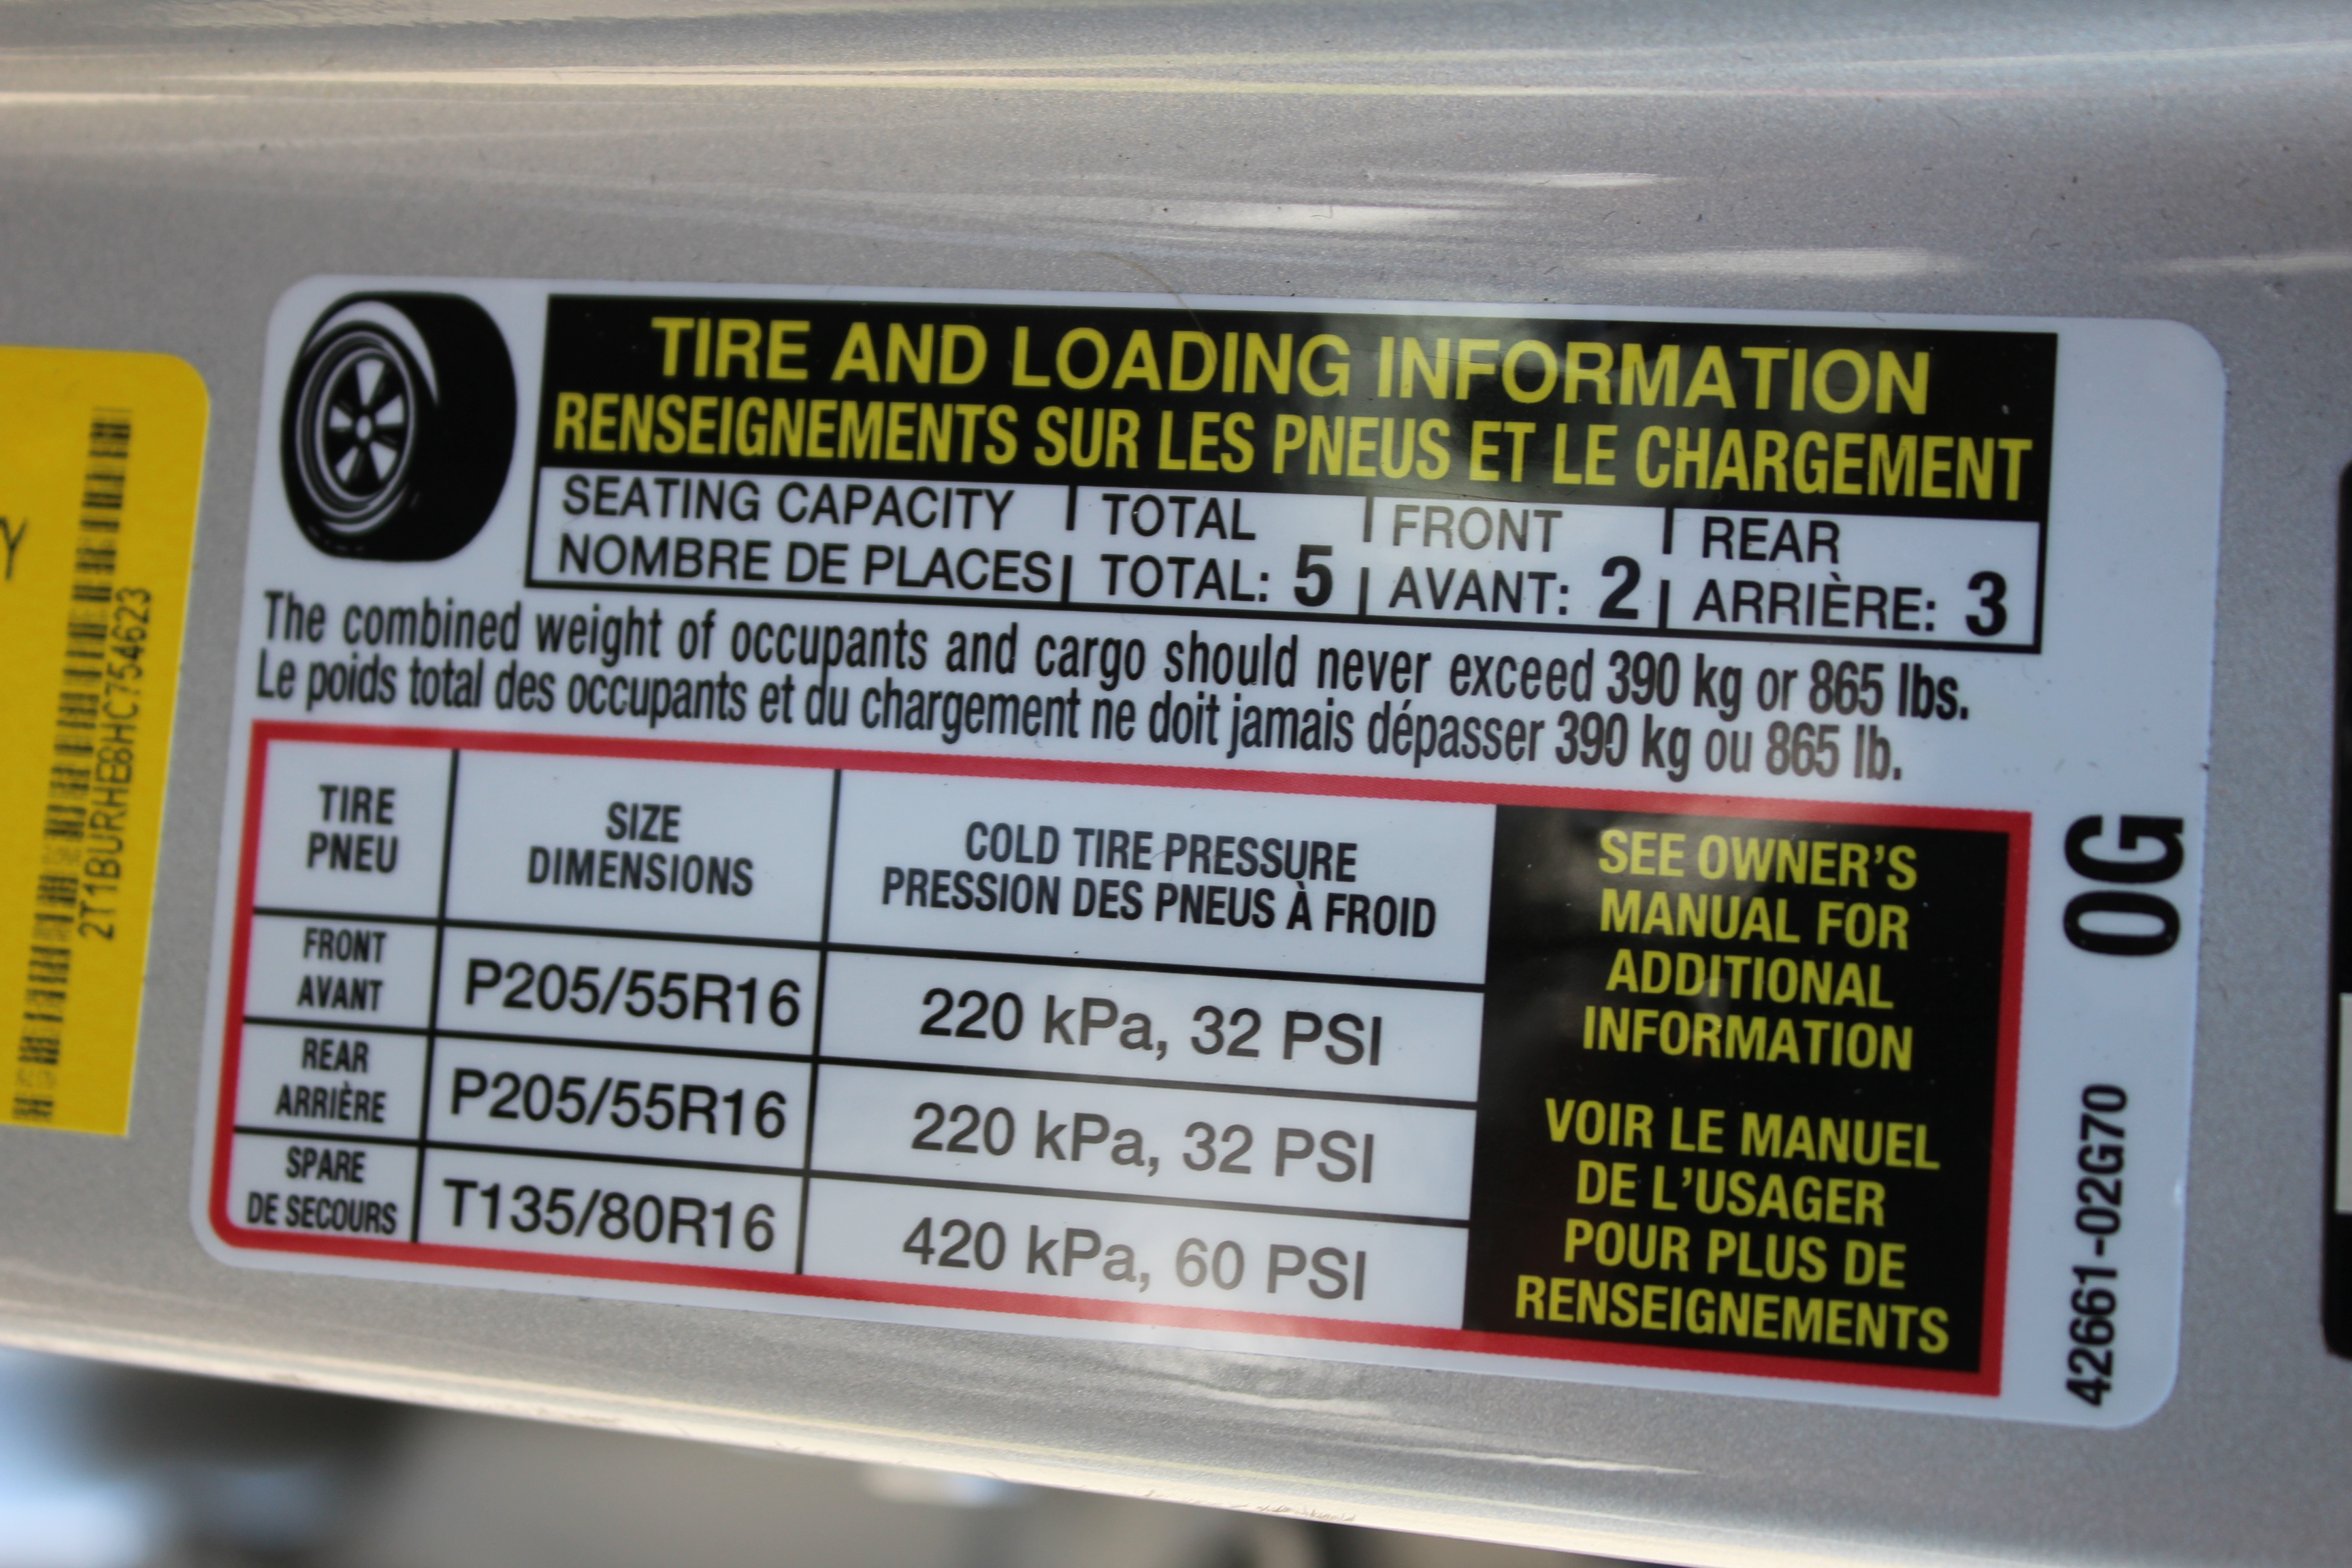 Y
2T1BURHE8HC754623
TIRE AND LOADING INFORMATION
RENSEIGNEMENTS SUR LES PNEUS ET LE CHARGEMENT
SEATING CAPACITY | TOTAL | FRONT | REAR
NOMBRE DE PLACES | TOTAL: 5 | AVANT: 2 | ARRIÈRE: 3
The combined weight of occupants and cargo should never exceed 390 kg or 865 lbs.
Le poids total des occupants et du chargement ne doit jamais dépasser 390 kg ou 865 lb.
TIRE
PNEU
SIZE
DIMENSIONS
COLD TIRE PRESSURE
PRESSION DES PNEUS À FROID
FRONT
AVANT
P205/55R16
220 kPa, 32 PSI
REAR
ARRIÈRE
P205/55R16
220 kPa, 32 PSI
SPARE
DE SECOURS
T135/80R16
420 kPa, 60 PSI
SEE OWNER'S
MANUAL FOR
ADDITIONAL
INFORMATION
VOIR LE MANUEL
DE L'USAGER
POUR PLUS DE
RENSEIGNEMENTS
42661-02G70
0G